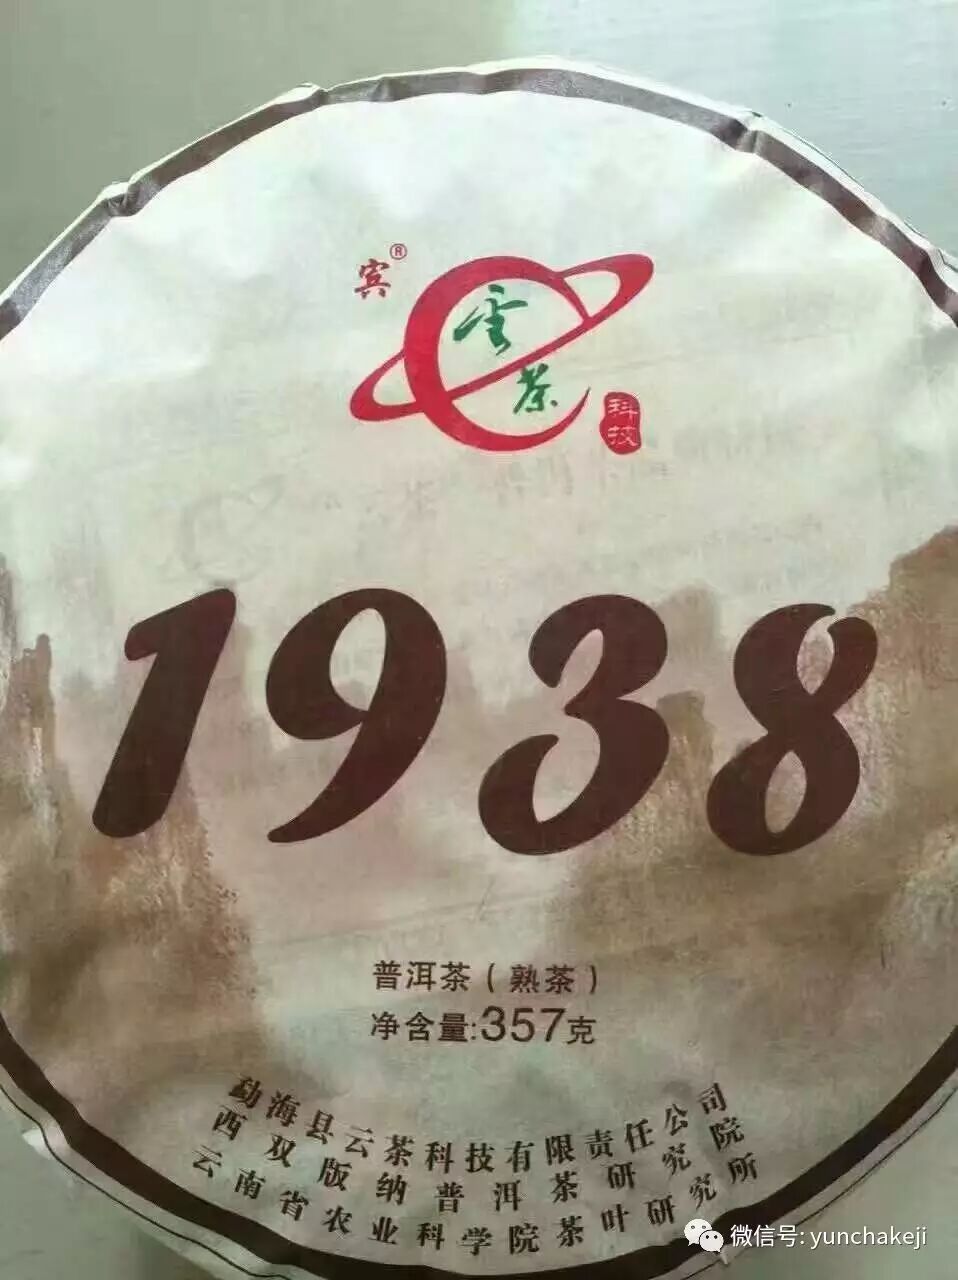 宾®
雲茶
科技
1938
普洱茶（熟茶）
净含量:357克
勐海县云茶科技有限责任公司
西双版纳普洱茶研究院
云南省农业科学院茶叶研究所
微信号: yunchakeji